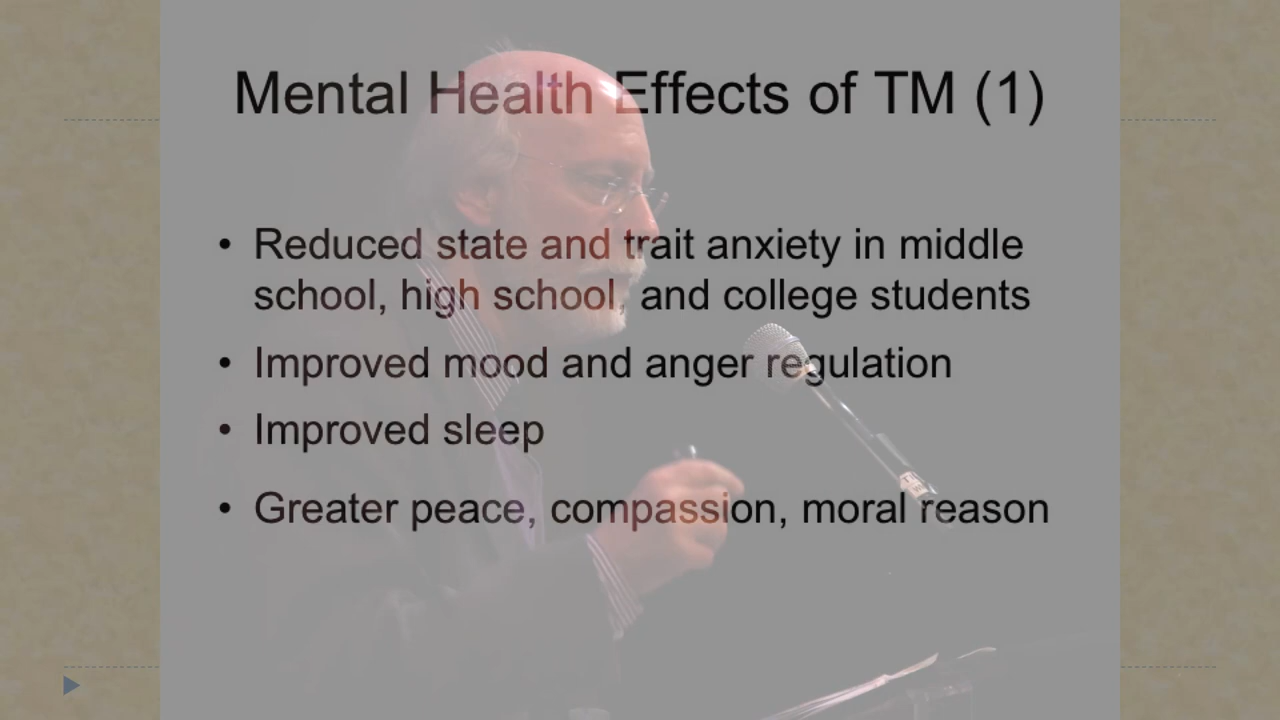 Mental Health Effects of TM (1)
• Reduced state and trait anxiety in middle
school, high school, and college students
• Improved mood and anger regulation
• Improved sleep
• Greater peace, compassion, moral reason